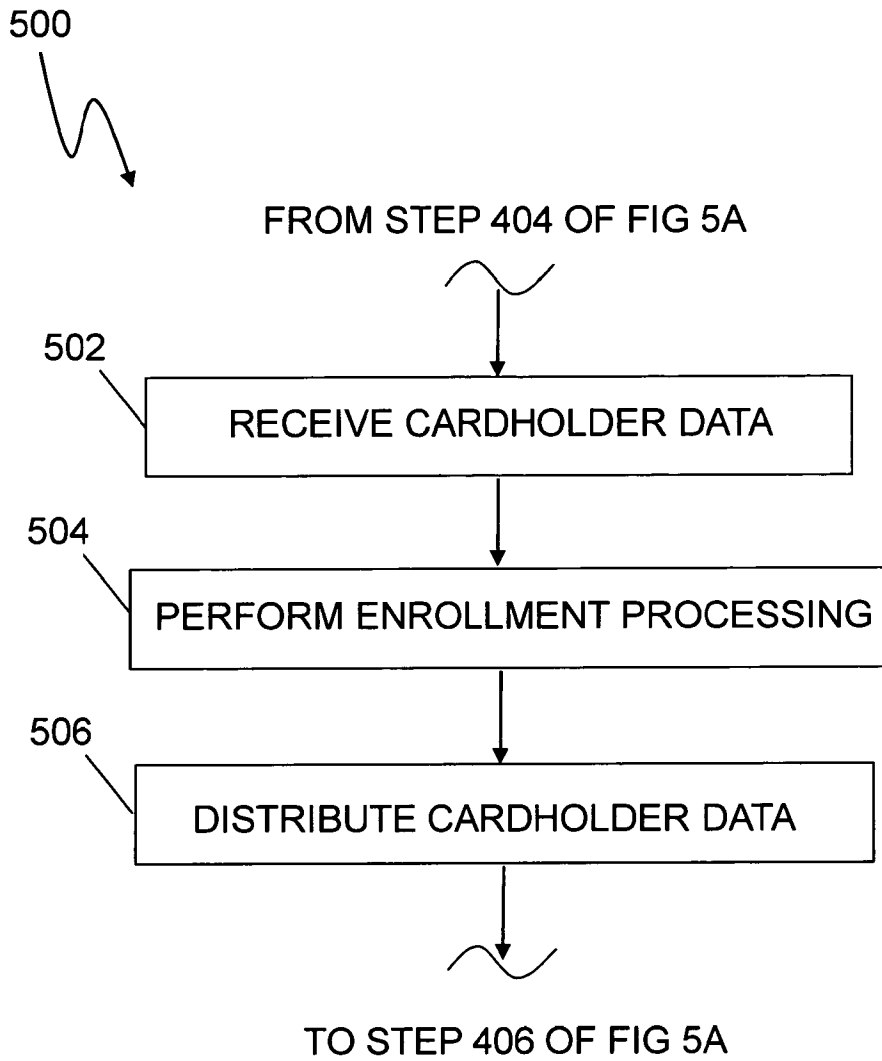 500
FROM STEP 404 OF FIG 5A
502
RECEIVE CARDHOLDER DATA
504
PERFORM ENROLLMENT PROCESSING
506
DISTRIBUTE CARDHOLDER DATA
TO STEP 406 OF FIG 5A